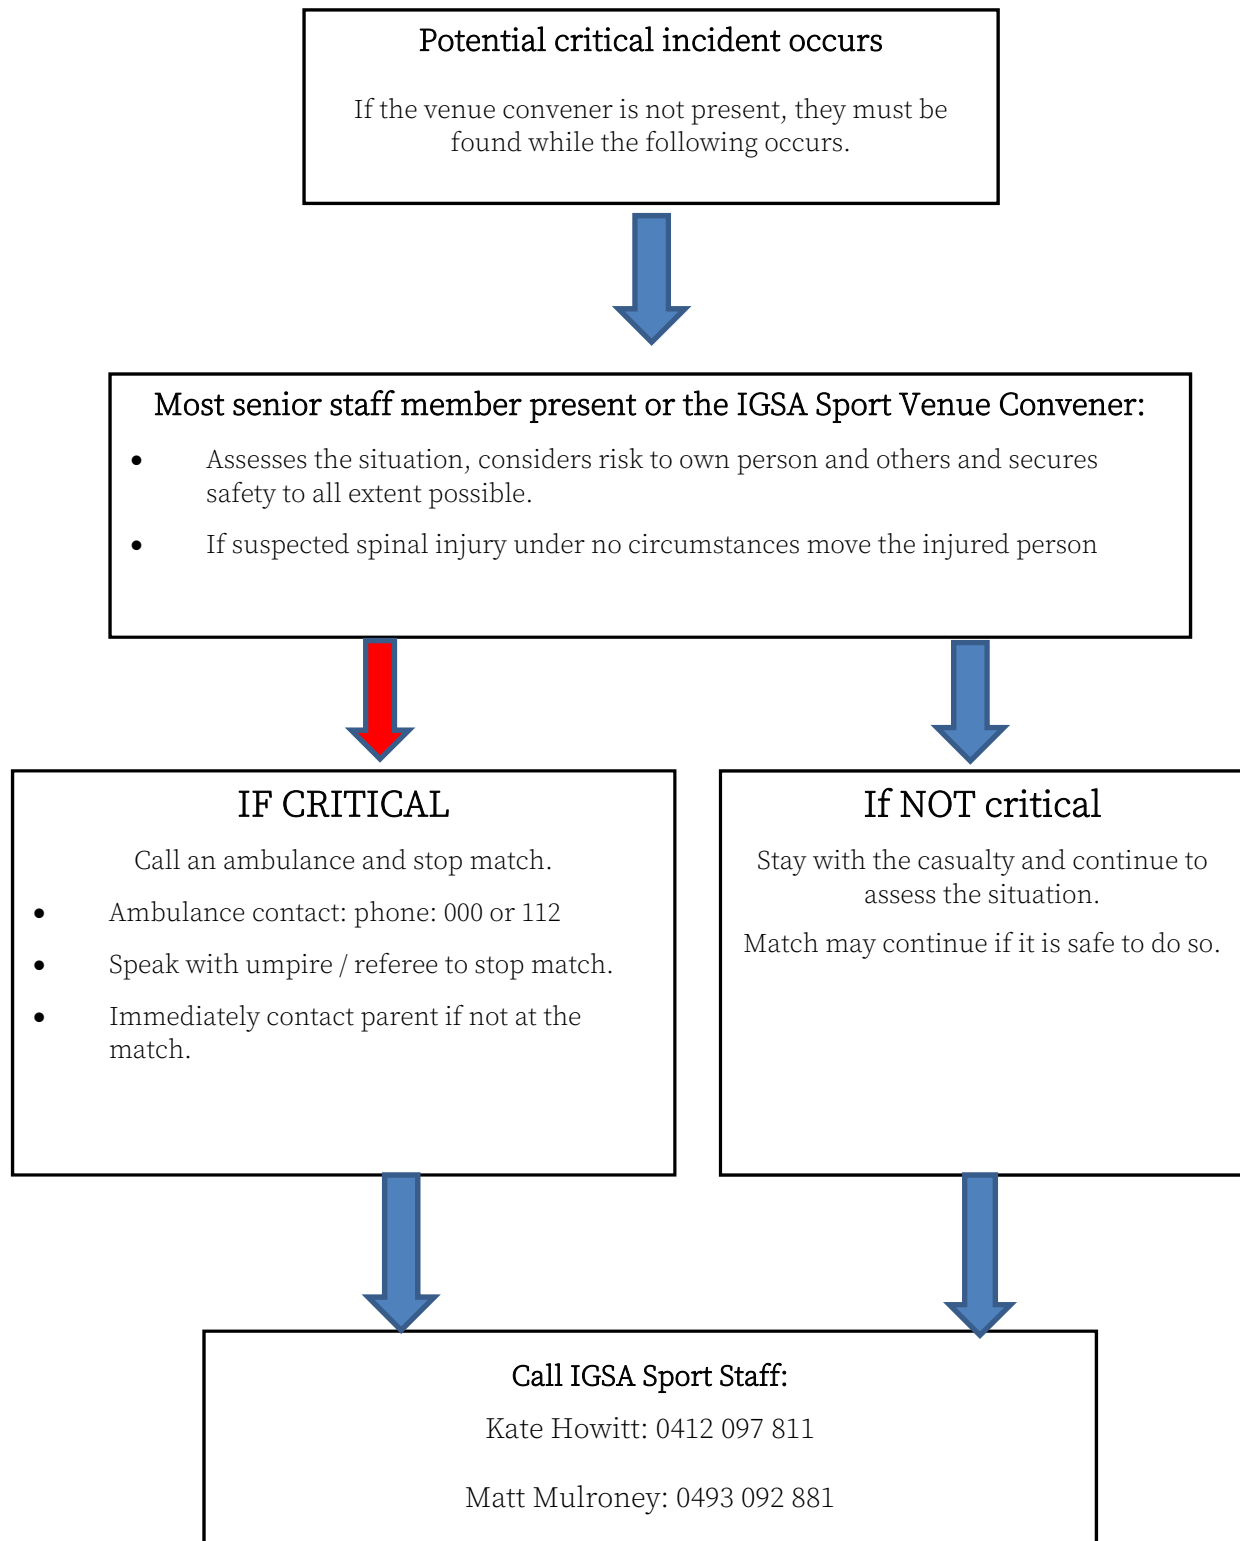 Potential critical incident occurs
If the venue convener is not present, they must be
found while the following occurs.
Most senior staff member present or the IGSA Sport Venue Convener:
• Assesses the situation, considers risk to own person and others and secures
safety to all extent possible.
• If suspected spinal injury under no circumstances move the injured person
IF CRITICAL
Call an ambulance and stop match.
• Ambulance contact: phone: 000 or 112
• Speak with umpire / referee to stop match.
• Immediately contact parent if not at the
match.
If NOT critical
Stay with the casualty and continue to
assess the situation.
Match may continue if it is safe to do so.
Call IGSA Sport Staff:
Kate Howitt: 0412 097 811
Matt Mulroney: 0493 092 881